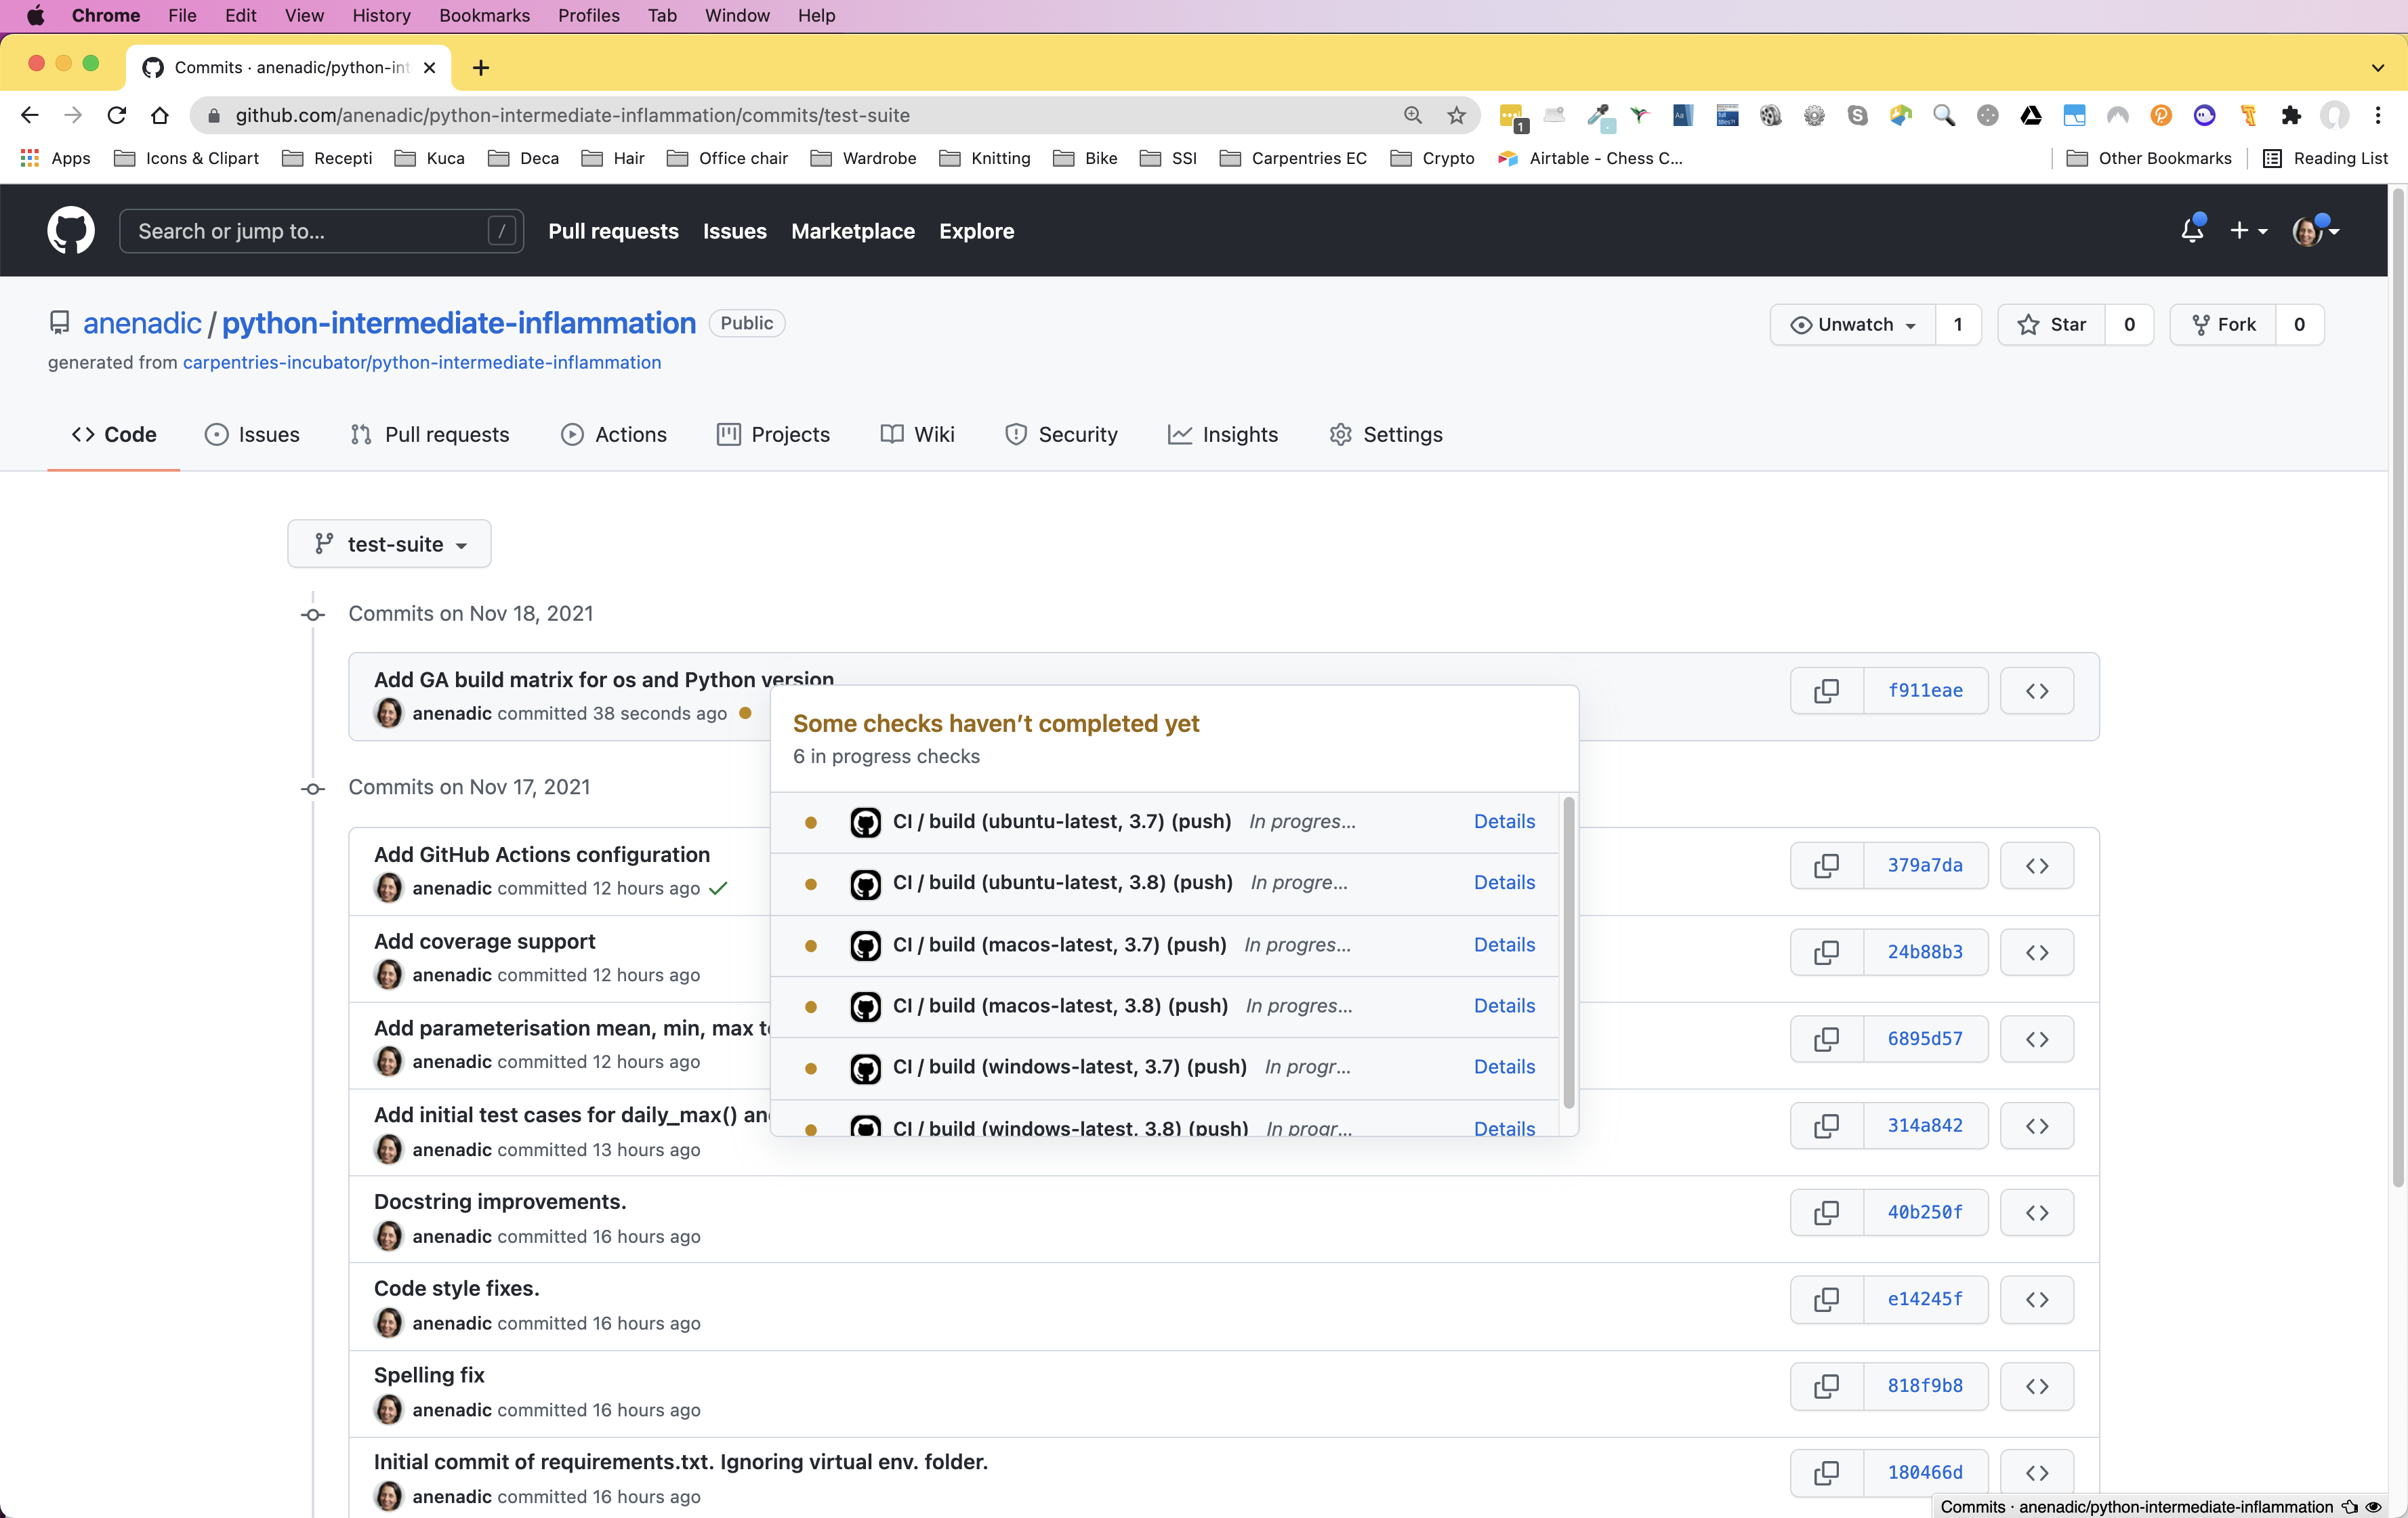 Chrome File Edit View History Bookmarks Profiles Tab Window Help
Commits · anenadic/python-int
github.com/anenadic/python-intermediate-inflammation/commits/test-suite
1
Apps Icons & Clipart Recepti Kuca Deca Hair Office chair Wardrobe Knitting Bike SSI Carpentries EC Crypto Airtable - Chess C... Other Bookmarks Reading List
Search or jump to... / Pull requests Issues Marketplace Explore
anenadic / python-intermediate-inflammation Public Unwatch 1 Star 0 Fork 0
generated from carpentries-incubator/python-intermediate-inflammation
Code Issues Pull requests Actions Projects Wiki Security Insights Settings
test-suite
Commits on Nov 18, 2021
Add GA build matrix for os and Python version
anenadic committed 38 seconds ago
f911eae
Some checks haven't completed yet
6 in progress checks
CI / build (ubuntu-latest, 3.7) (push) In progres... Details
CI / build (ubuntu-latest, 3.8) (push) In progre... Details
CI / build (macos-latest, 3.7) (push) In progres... Details
CI / build (macos-latest, 3.8) (push) In progres... Details
CI / build (windows-latest, 3.7) (push) In progr... Details
CI / build (windows-latest, 3.8) (push) In progr... Details
Commits on Nov 17, 2021
Add GitHub Actions configuration
anenadic committed 12 hours ago
379a7da
Add coverage support
anenadic committed 12 hours ago
24b88b3
Add parameterisation mean, min, max t
anenadic committed 12 hours ago
6895d57
Add initial test cases for daily_max() an
anenadic committed 13 hours ago
314a842
Docstring improvements.
anenadic committed 16 hours ago
40b250f
Code style fixes.
anenadic committed 16 hours ago
e14245f
Spelling fix
anenadic committed 16 hours ago
818f9b8
Initial commit of requirements.txt. Ignoring virtual env. folder.
anenadic committed 16 hours ago
180466d
Commits · anenadic/python-intermediate-inflammation